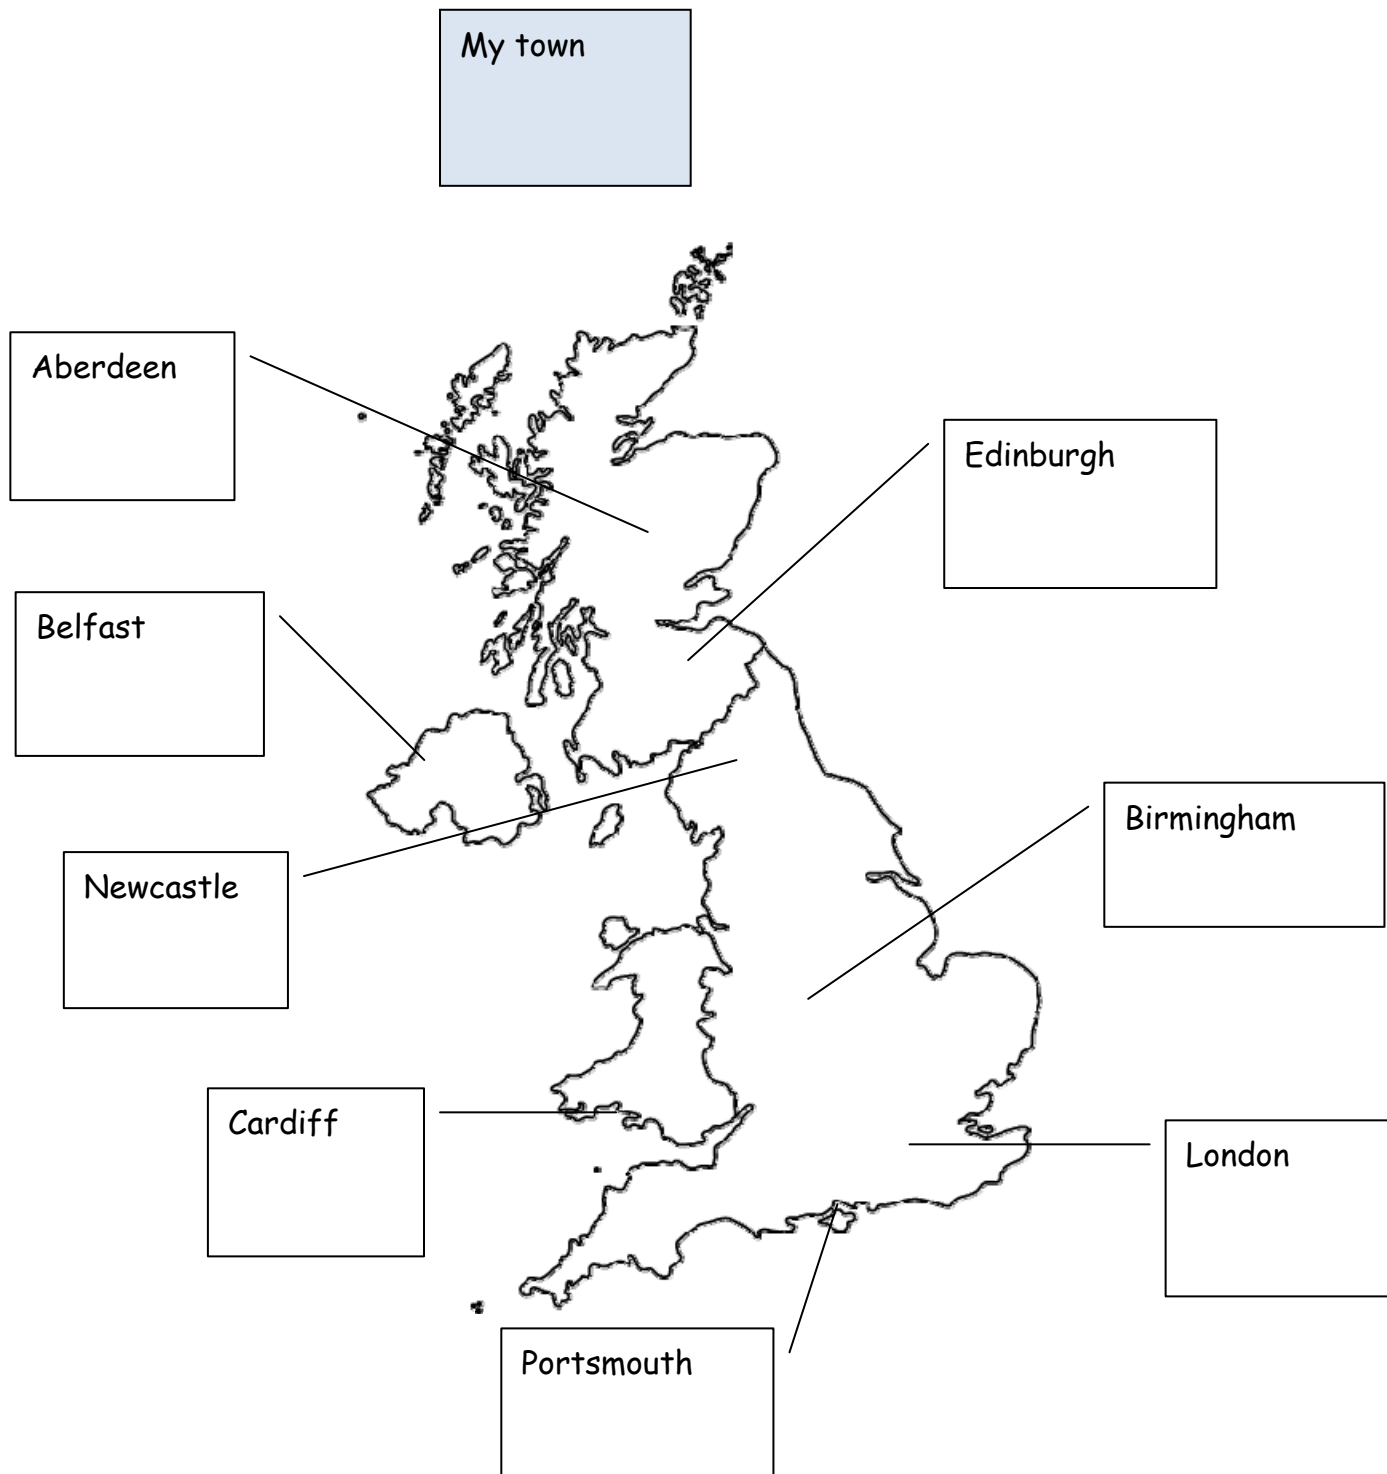 My town
Aberdeen
Edinburgh
Belfast
Birmingham
Newcastle
Cardiff
London
Portsmouth